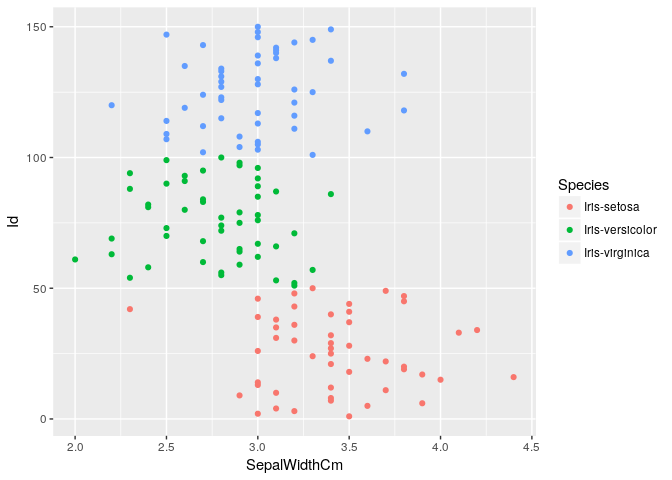 150
100
50
0
Id
2.0 2.5 3.0 3.5 4.0 4.5
SepalWidthCm
Species
Iris-setosa
Iris-versicolor
Iris-virginica